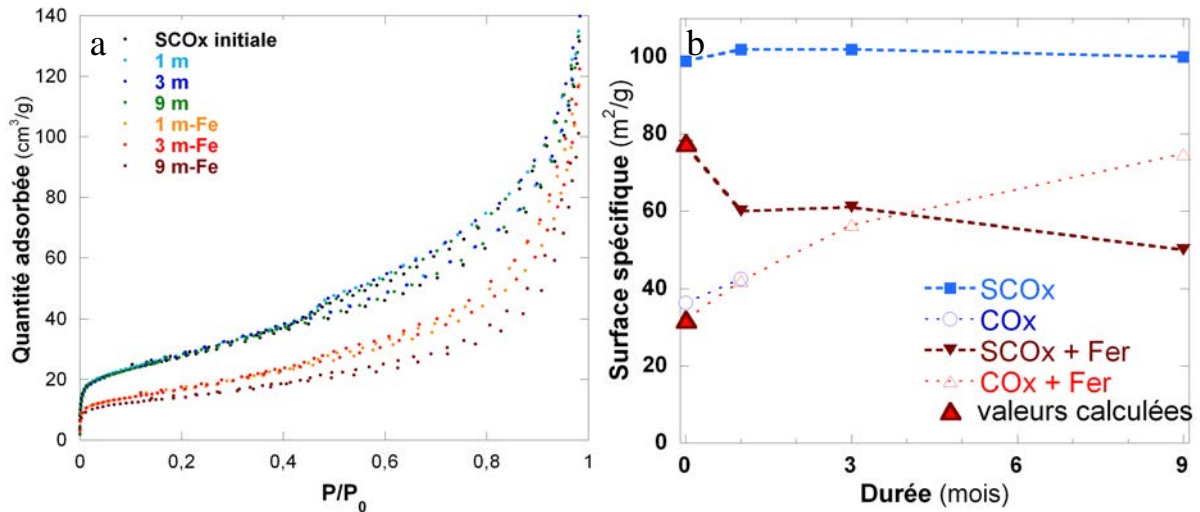 a
140
120
100
80
60
40
20
0
Quantité adsorbée (cm³/g)
SCOx initiale
1 m
3 m
9 m
1 m-Fe
3 m-Fe
9 m-Fe
0
0,2
0,4
0,6
0,8
1
P/P₀
b
100
80
60
40
20
0
Surface spécifique (m²/g)
SCOx
COx
SCOx + Fer
COx + Fer
valeurs calculées
0
3
6
9
Durée (mois)